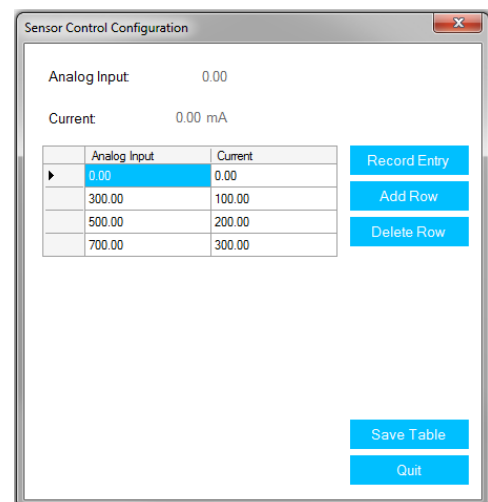 Sensor Control Configuration
x
Analog Input: 0.00
Current: 0.00 mA
Analog Input Current
0.00 0.00
300.00 100.00
500.00 200.00
700.00 300.00
Record Entry
Add Row
Delete Row
Save Table
Quit